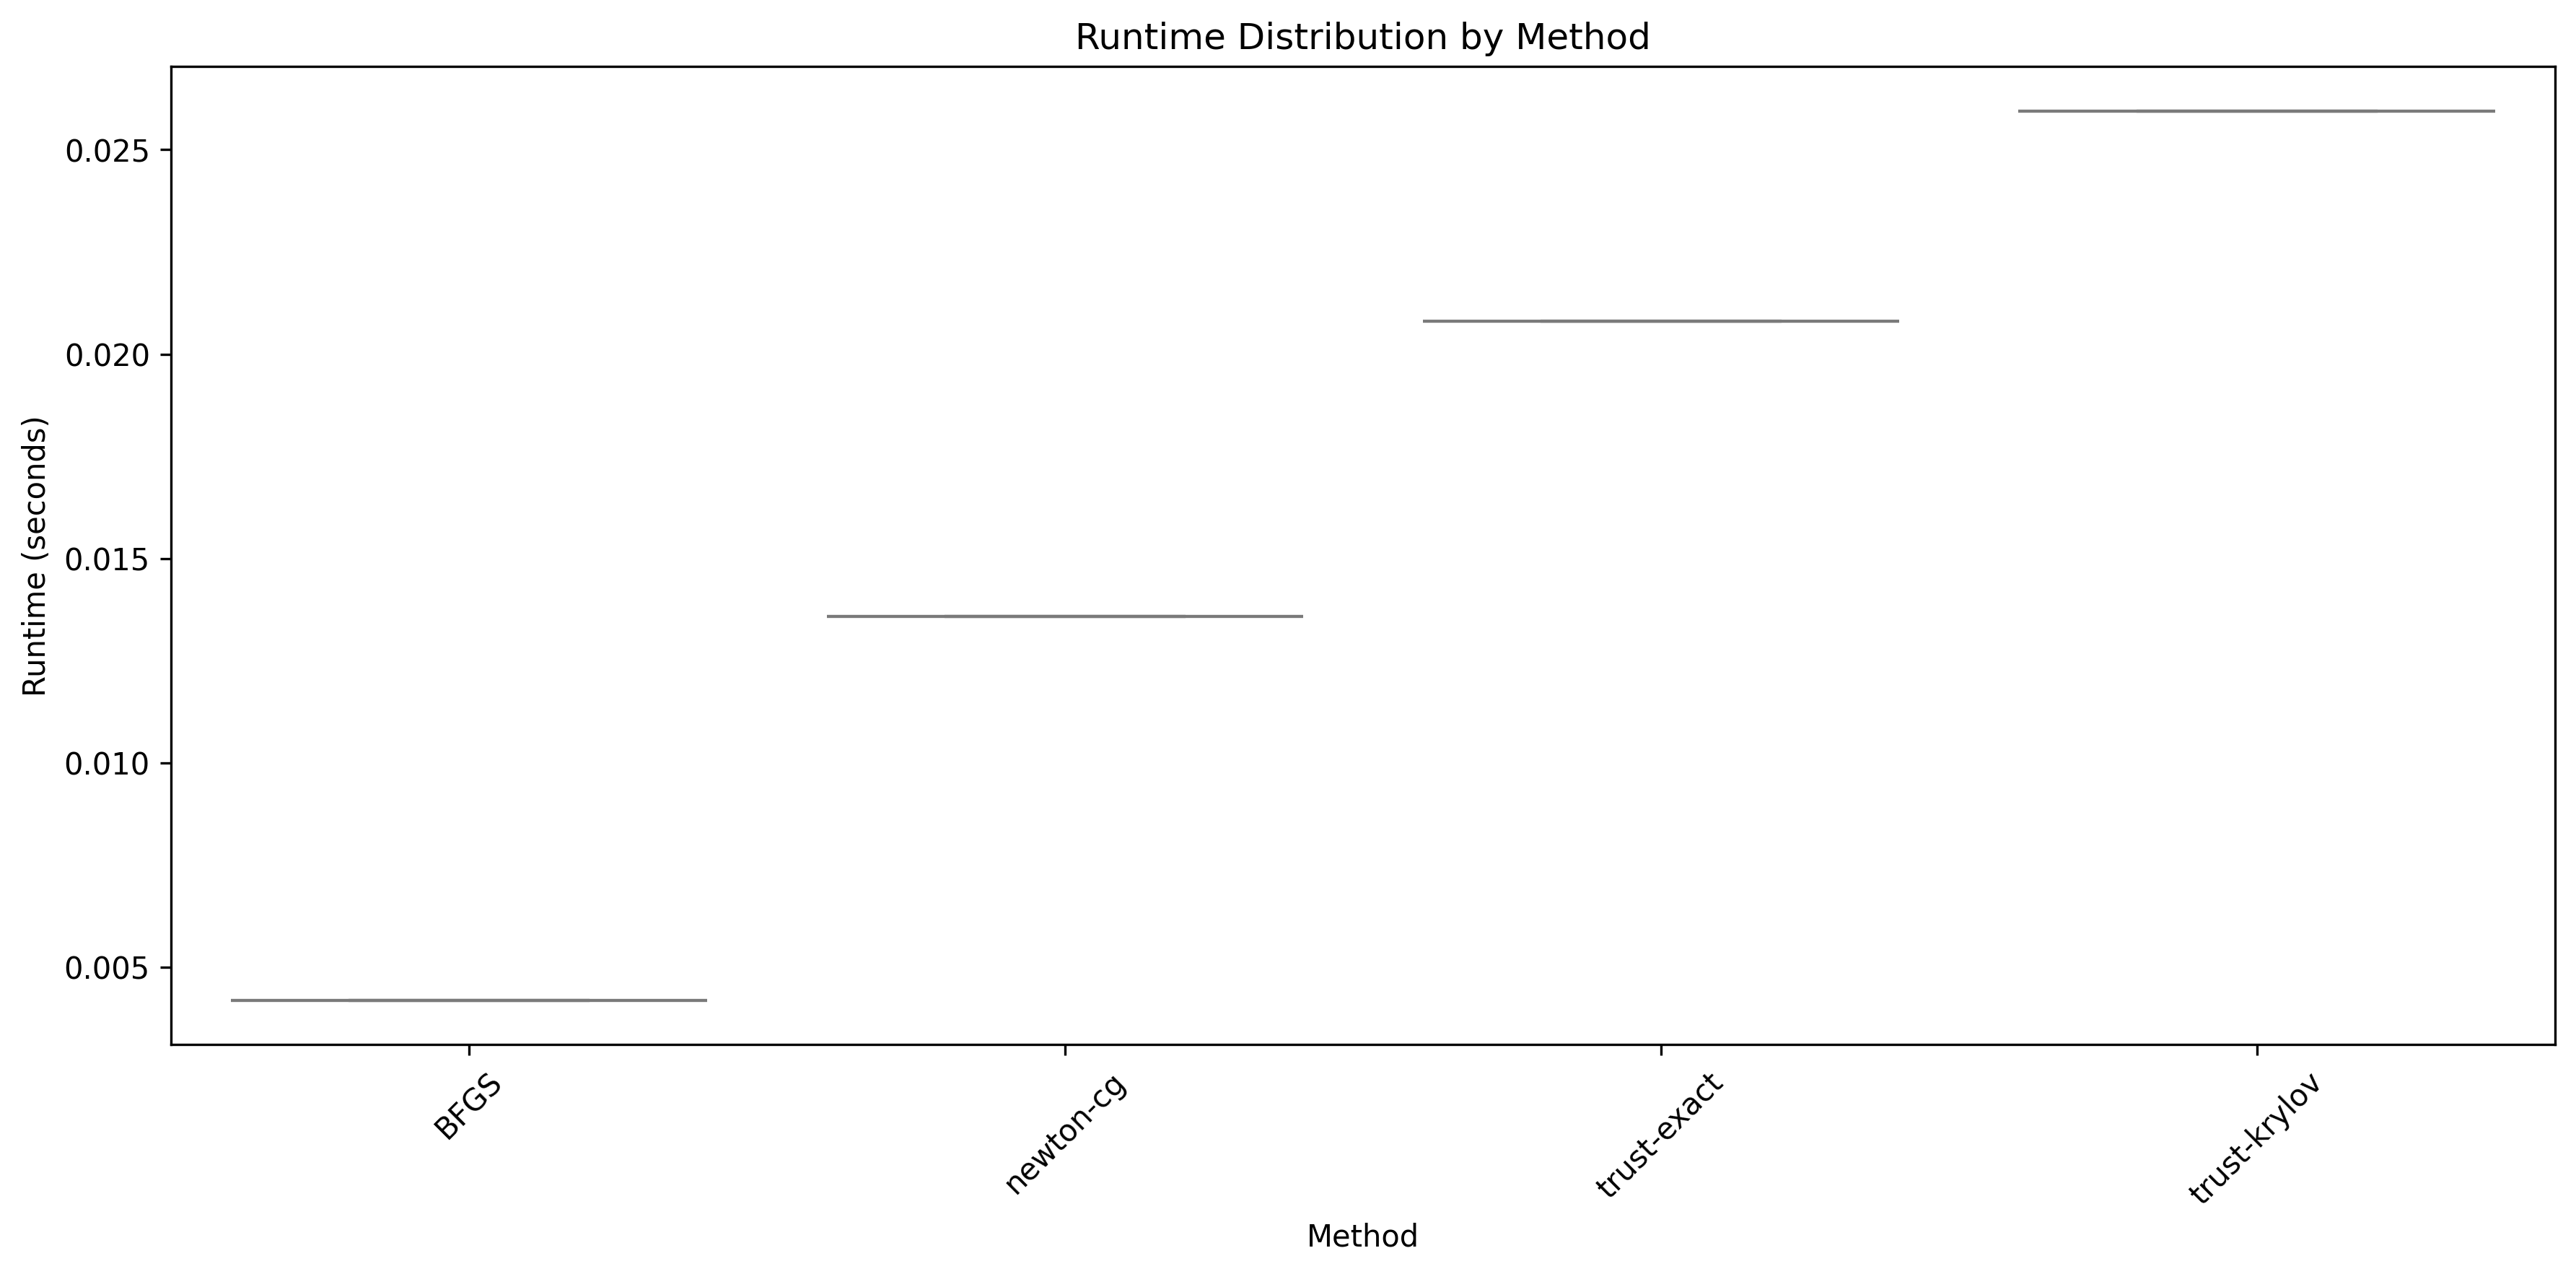 Runtime Distribution by Method
Runtime (seconds)
0.025
0.020
0.015
0.010
0.005
BFGS
newton-cg
trust-exact
trust-krylov
Method